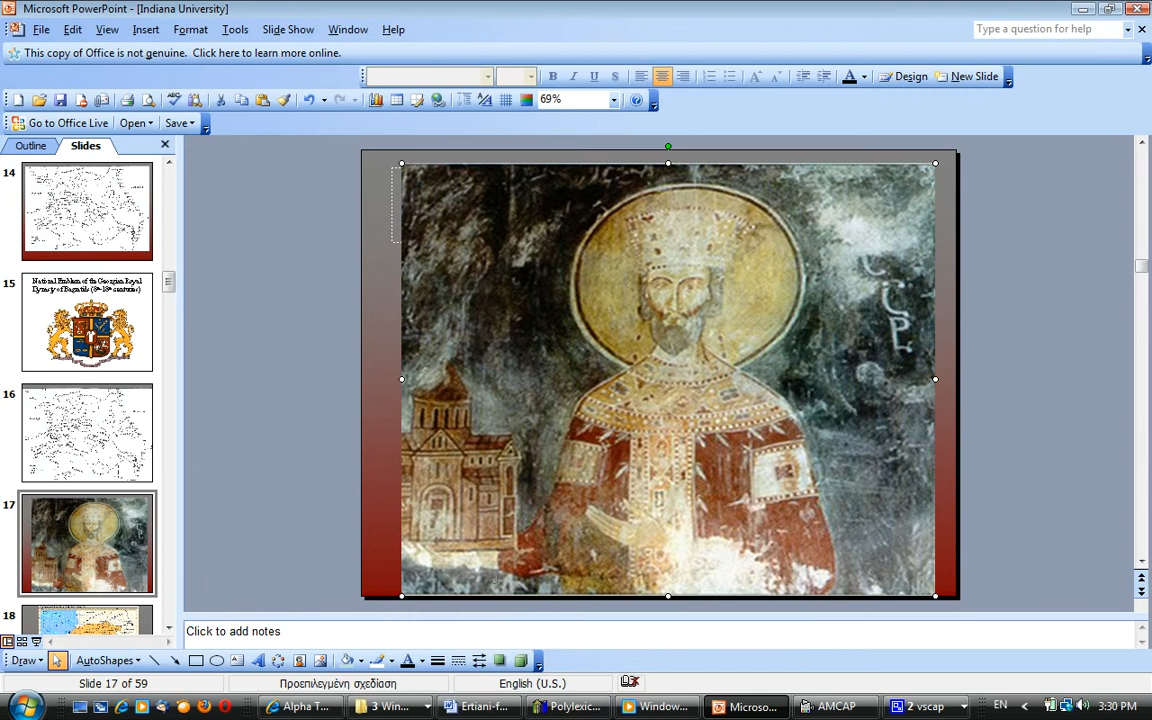 Microsoft PowerPoint - [Indiana University]
File Edit View Insert Format Tools Slide Show Window Help
Type a question for help
This copy of Office is not genuine. Click here to learn more online.
B I U S A Design New Slide
69%
Go to Office Live Open Save
Outline Slides
14
15
National Emblem of the Georgian Royal
Dynasty of Bagratids (8th-18th centuries)
16
17
18
Click to add notes
Draw AutoShapes
Slide 17 of 59 Προεπιλεγμένη σχεδίαση English (U.S.)
Alpha T... 3 Win... Ertiani-f... Polylexic... Window... Microso... AMCAP 2 vscap EN 3:30 PM